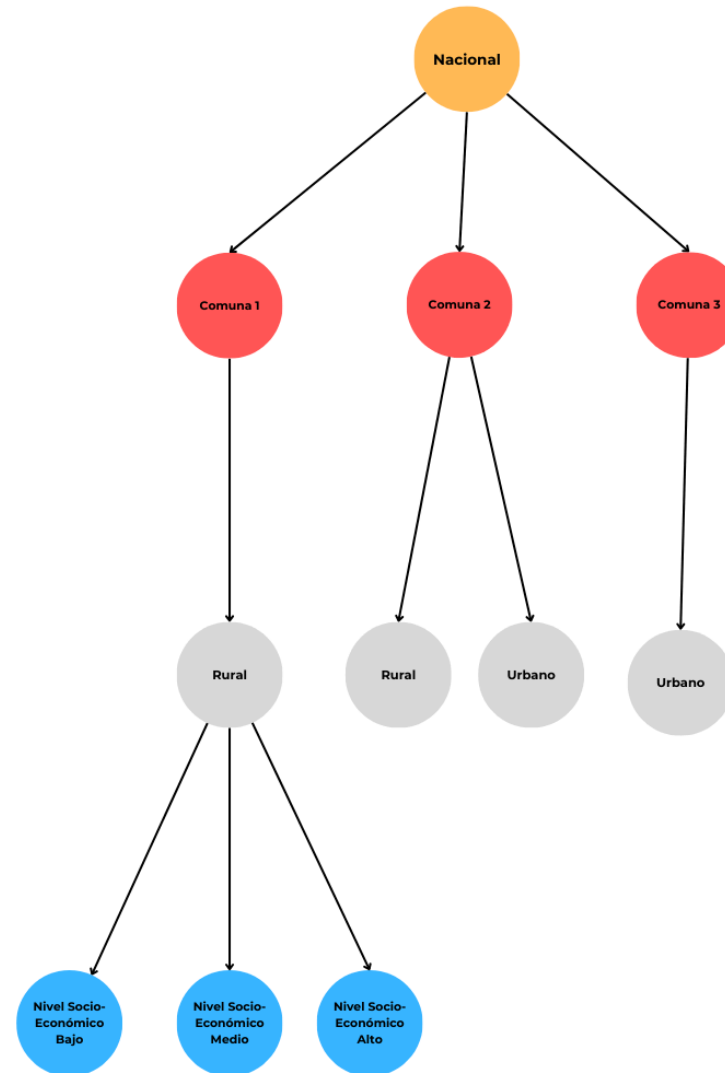 Nacional
Comuna 1
Comuna 2
Comuna 3
Rural
Rural
Urbano
Urbano
Nivel Socio-
Económico
Bajo
Nivel Socio-
Económico
Medio
Nivel Socio-
Económico
Alto